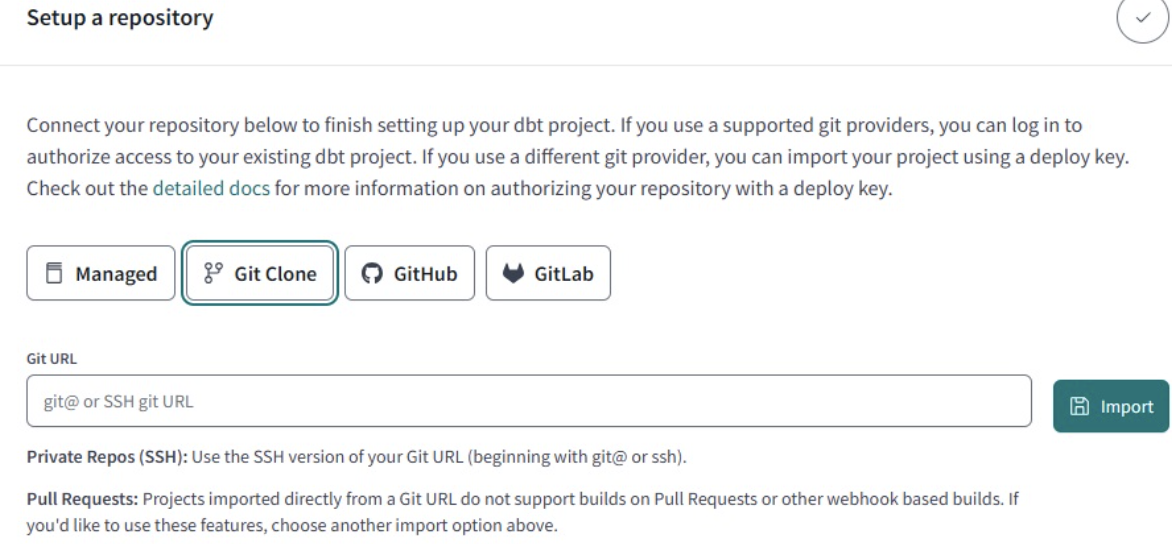 Setup a repository
Connect your repository below to finish setting up your dbt project. If you use a supported git providers, you can log in to
authorize access to your existing dbt project. If you use a different git provider, you can import your project using a deploy key.
Check out the detailed docs for more information on authorizing your repository with a deploy key.
Managed Git Clone GitHub GitLab
Git URL
git@ or SSH git URL
Import
Private Repos (SSH): Use the SSH version of your Git URL (beginning with git@ or ssh).
Pull Requests: Projects imported directly from a Git URL do not support builds on Pull Requests or other webhook based builds. If
you'd like to use these features, choose another import option above.